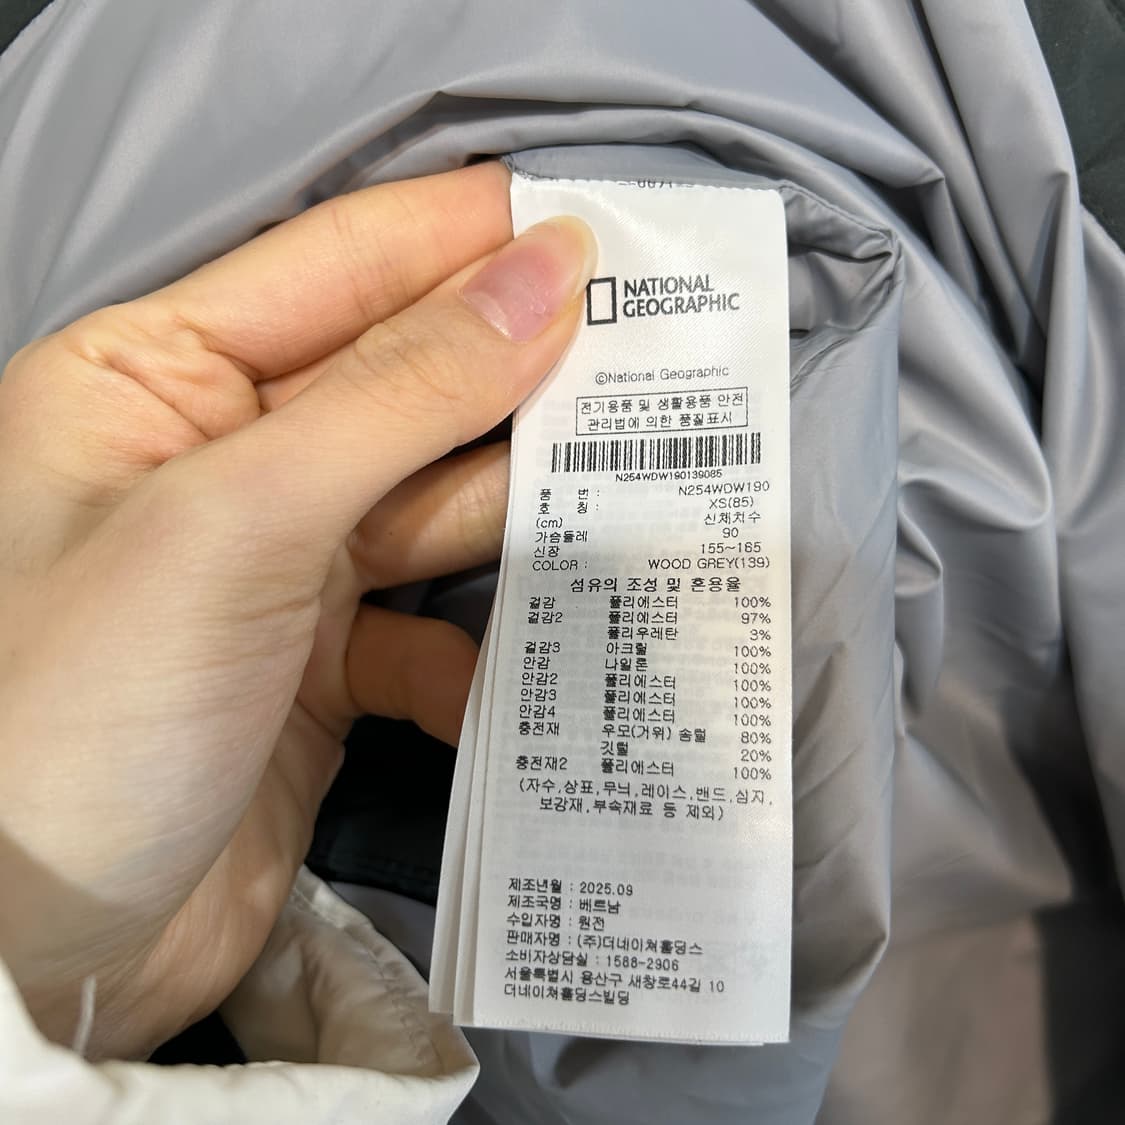 NATIONAL
GEOGRAPHIC
©National Geographic
전기용품 및 생활용품 안전
관리법에 의한 품질표시
N254WDW190139085
품 번 : N254WDW190
호 칭 : XS(85)
(cm) 신체치수
가슴둘레 90
신장 155~165
COLOR : WOOD GREY(139)
섬유의 조성 및 혼용율
겉감 폴리에스터 100%
겉감2 폴리에스터 97%
폴리우레탄 3%
겉감3 아크릴 100%
안감 나일론 100%
안감2 폴리에스터 100%
안감3 폴리에스터 100%
안감4 폴리에스터 100%
충전재 우모(거위) 솜털 80%
깃털 20%
충전재2 폴리에스터 100%
(자수,상표,무늬,레이스,밴드,심지,
보강재,부속재료 등 제외)
제조년월 : 2025.09
제조국명 : 베트남
수입자명 : 원전
판매자명 : (주)더네이쳐홀딩스
소비자상담실 : 1588-2906
서울특별시 용산구 새창로44길 10
더네이쳐홀딩스빌딩